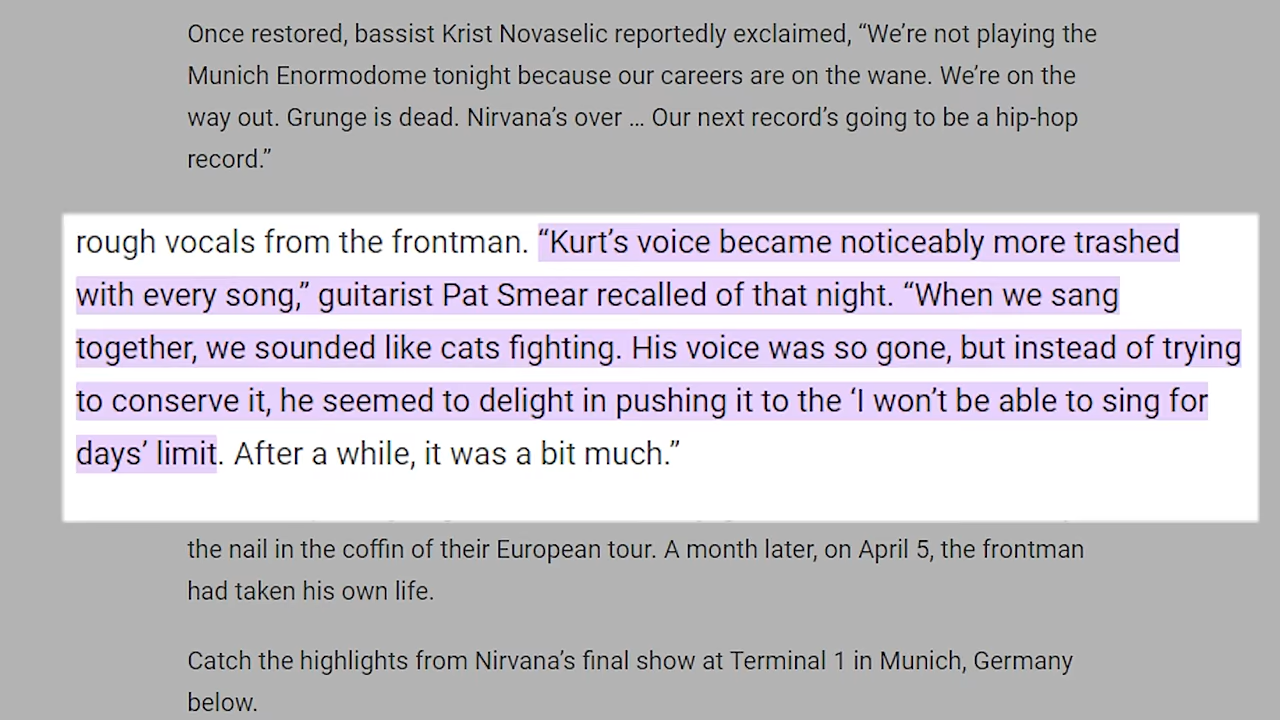 Once restored, bassist Krist Novaselic reportedly exclaimed, “We’re not playing the
Munich Enormodome tonight because our careers are on the wane. We’re on the
way out. Grunge is dead. Nirvana’s over … Our next record’s going to be a hip-hop
record.”
rough vocals from the frontman. “Kurt’s voice became noticeably more trashed
with every song,” guitarist Pat Smear recalled of that night. “When we sang
together, we sounded like cats fighting. His voice was so gone, but instead of trying
to conserve it, he seemed to delight in pushing it to the ‘I won’t be able to sing for
days’ limit. After a while, it was a bit much.”
the nail in the coffin of their European tour. A month later, on April 5, the frontman
had taken his own life.
Catch the highlights from Nirvana’s final show at Terminal 1 in Munich, Germany
below.